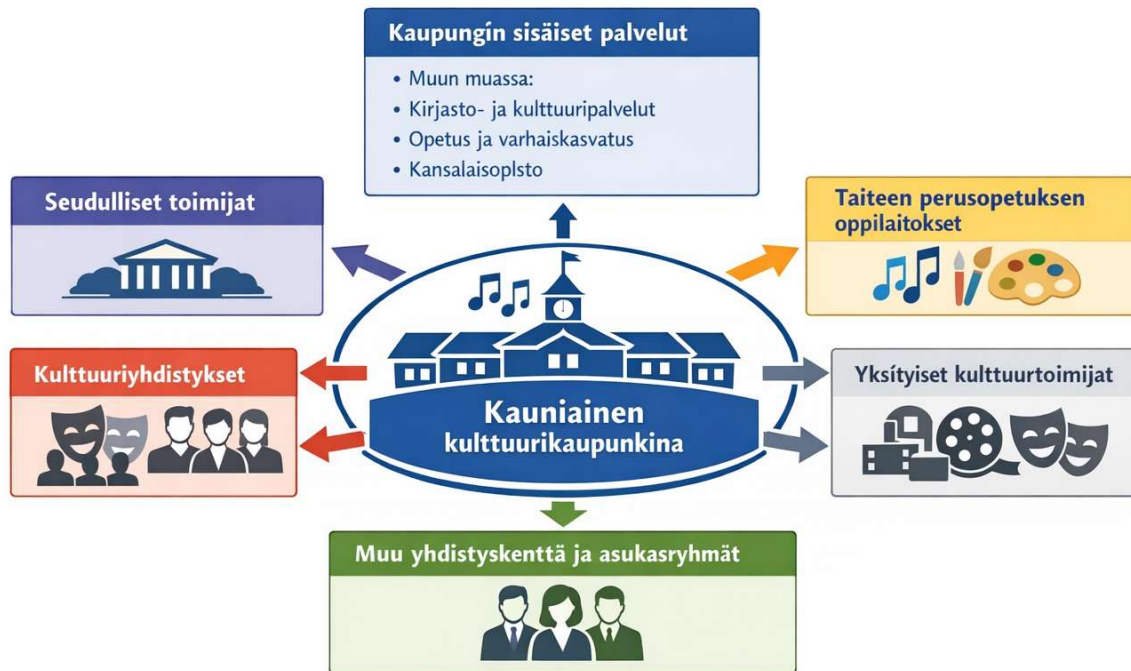 Kaupungin sisäiset palvelut
• Muun muassa:
• Kirjasto- ja kulttuuripalvelut
• Opetus ja varhaiskasvatus
• Kansalaisoplsto
Seudulliset toimijat
Taiteen perusopetuksen
oppilaitokset
Kulttuuriyhdistykset
Yksityiset kulttuurtoimijat
Kauniainen
kulttuurikaupunkina
Muu yhdistyskenttä ja asukasryhmät